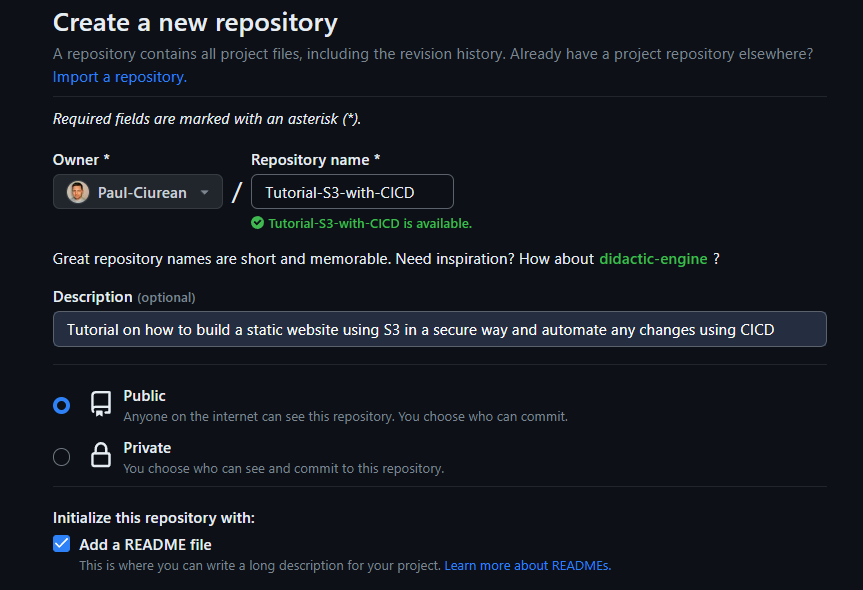 Create a new repository
A repository contains all project files, including the revision history. Already have a project repository elsewhere?
Import a repository.
Required fields are marked with an asterisk (*).
Owner * Repository name *
Paul-Ciurean / Tutorial-S3-with-CICD
Tutorial-S3-with-CICD is available.
Great repository names are short and memorable. Need inspiration? How about didactic-engine ?
Description (optional)
Tutorial on how to build a static website using S3 in a secure way and automate any changes using CICD
Public
Anyone on the internet can see this repository. You choose who can commit.
Private
You choose who can see and commit to this repository.
Initialize this repository with:
Add a README file
This is where you can write a long description for your project. Learn more about READMEs.